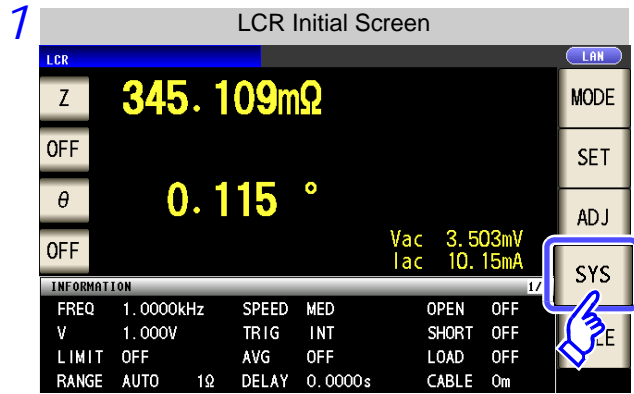 1
LCR Initial Screen
LCR
LAN
Z
345.109mΩ
MODE
OFF
SET
θ
0.115 °
ADJ
OFF
Vac 3.503mV
Iac 10.15mA
SYS
INFORMATION 1/
FREQ 1.0000kHz SPEED MED OPEN OFF
V 1.000V TRIG INT SHORT OFF
LIMIT OFF AVG OFF LOAD OFF
RANGE AUTO 1Ω DELAY 0.0000s CABLE 0m